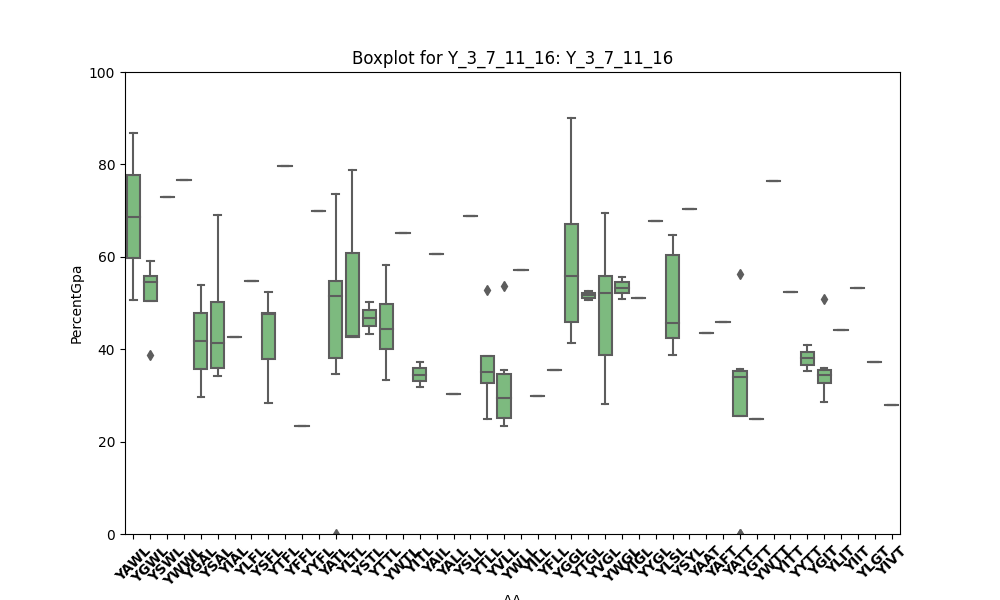 Boxplot for Y_3_7_11_16: Y_3_7_11_16
PercentGpa
100
80
60
40
20
0
YAWL
YGWL
YSWL
YWWL
YGAL
YSAL
YIAL
YLFL
YSFL
YTFL
YFFL
YYFL
YATL
YLTL
YSTL
YTTL
YWTL
YITL
YAIL
YALL
YSLL
YTLL
YVLL
YWLL
YILL
YFLL
YGGL
YTGL
YVGL
YWGL
YIGL
YYGL
YLSL
YSYL
YAAT
YAFT
YATT
YGTT
YWTT
YITT
YYTT
YGIT
YLIT
YIIT
YLGT
YIVT